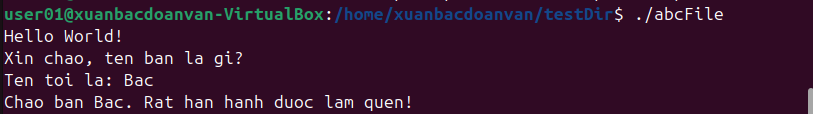 user01@xuanbacdoanvan-VirtualBox:/home/xuanbacdoanvan/testDir$ ./abcFile
Hello World!
Xin chao, ten ban la gi?
Ten toi la: Bac
Chao ban Bac. Rat han hanh duoc lam quen!